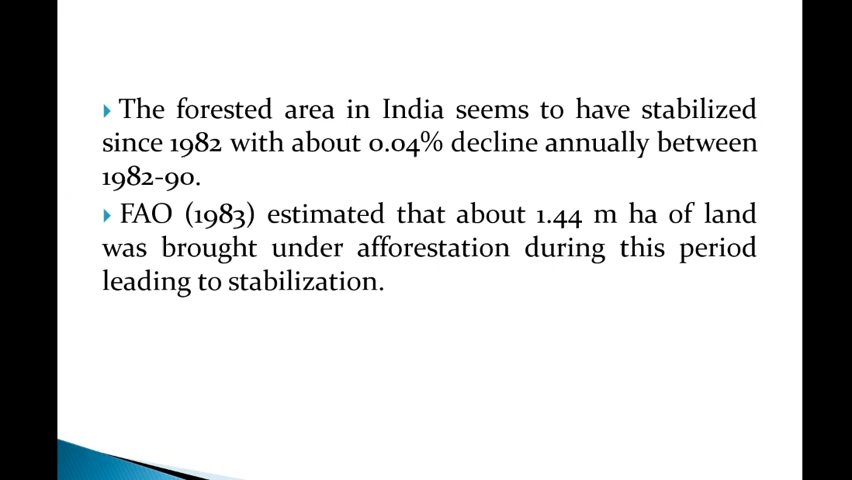 The forested area in India seems to have stabilized
since 1982 with about 0.04% decline annually between
1982-90.
FAO (1983) estimated that about 1.44 m ha of land
was brought under afforestation during this period
leading to stabilization.